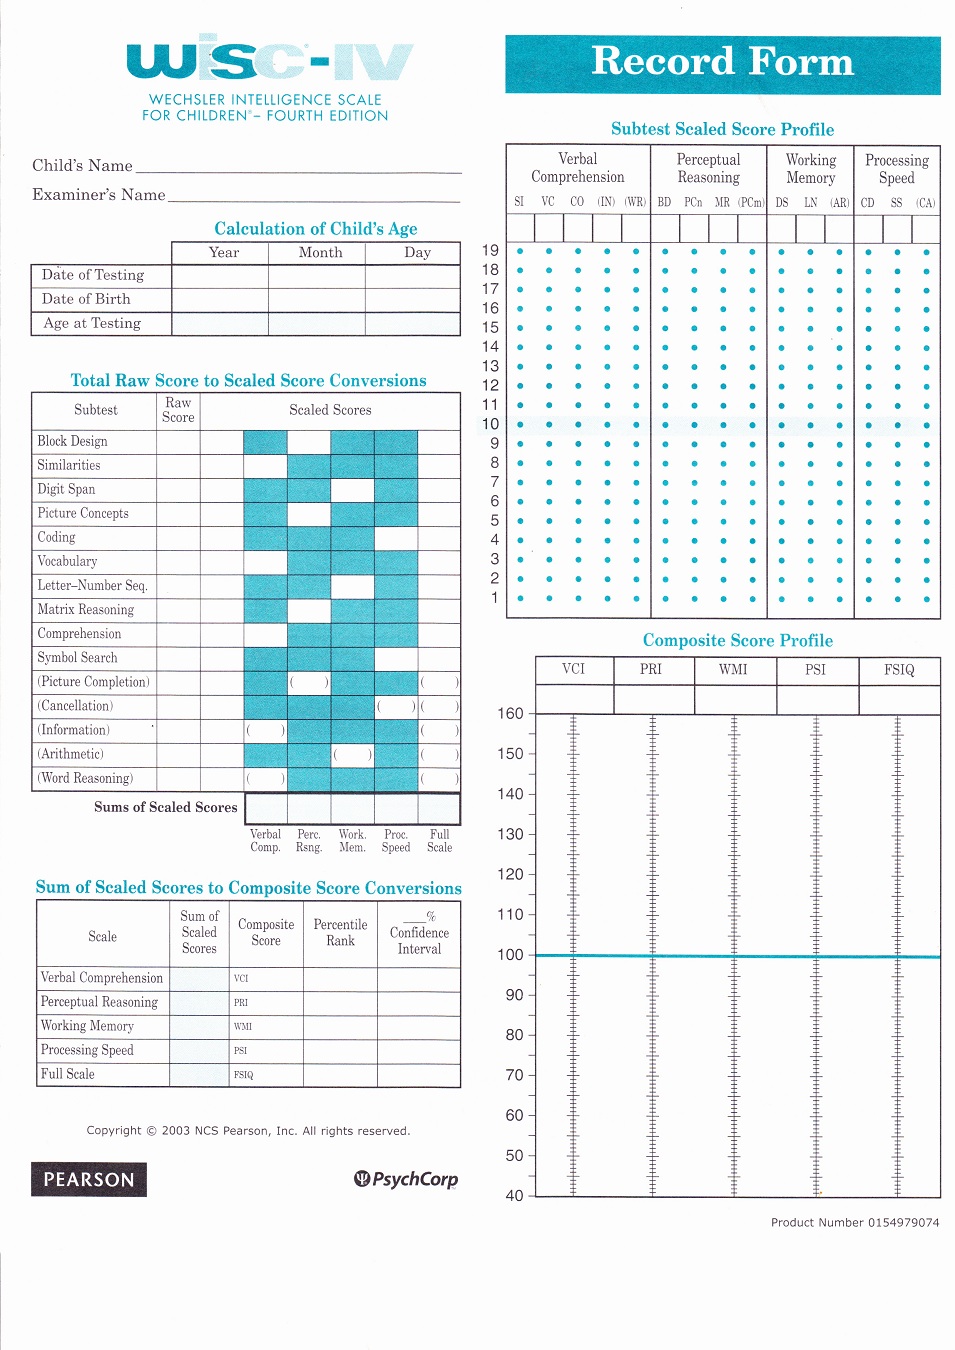 WISC-IV
WECHSLER INTELLIGENCE SCALE
FOR CHILDREN®– FOURTH EDITION
Child's Name
Examiner's Name
Calculation of Child's Age
Year Month Day
Date of Testing
Date of Birth
Age at Testing
Total Raw Score to Scaled Score Conversions
Subtest Raw Score Scaled Scores
Block Design
Similarities
Digit Span
Picture Concepts
Coding
Vocabulary
Letter–Number Seq.
Matrix Reasoning
Comprehension
Symbol Search
(Picture Completion) ( ) ( )
(Cancellation) ( ) ( )
(Information) ( ) ( )
(Arithmetic) ( ) ( )
(Word Reasoning) ( ) ( )
Sums of Scaled Scores
Verbal Perc. Work. Proc. Full
Comp. Rsng. Mem. Speed Scale
Sum of Scaled Scores to Composite Score Conversions
Scale Sum of Scaled Scores Composite Score Percentile Rank ___% Confidence Interval
Verbal Comprehension VCI
Perceptual Reasoning PRI
Working Memory WMI
Processing Speed PSI
Full Scale FSIQ
Copyright © 2003 NCS Pearson, Inc. All rights reserved.
PEARSON
PsychCorp
Record Form
Subtest Scaled Score Profile
Verbal Perceptual Working Processing
Comprehension Reasoning Memory Speed
SI VC CO (IN) (WR) BD PCn MR (PCm) DS LN (AR) CD SS (CA)
19
18
17
16
15
14
13
12
11
10
9
8
7
6
5
4
3
2
1
Composite Score Profile
VCI PRI WMI PSI FSIQ
160
150
140
130
120
110
100
90
80
70
60
50
40
Product Number 0154979074